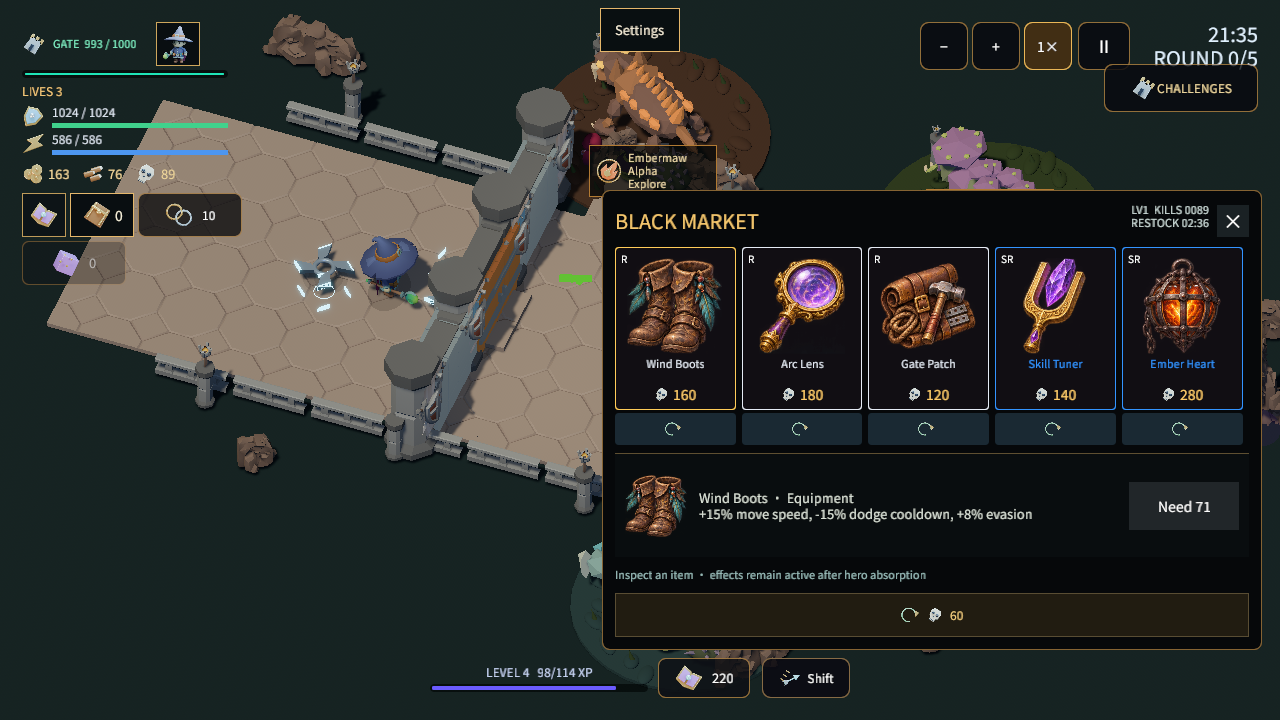 GATE 993 / 1000
Settings
−
+
1×
21:35
ROUND 0/5
CHALLENGES
LIVES 3
1024 / 1024
586 / 586
163
76
89
0
10
0
Embermaw
Alpha
Explore
BLACK MARKET
LV1 KILLS 0089
RESTOCK 02:36
R
R
R
SR
SR
Wind Boots
Arc Lens
Gate Patch
Skill Tuner
Ember Heart
160
180
120
140
280
Wind Boots • Equipment
+15% move speed, -15% dodge cooldown, +8% evasion
Need 71
Inspect an item • effects remain active after hero absorption
60
LEVEL 4 98/114 XP
220
Shift